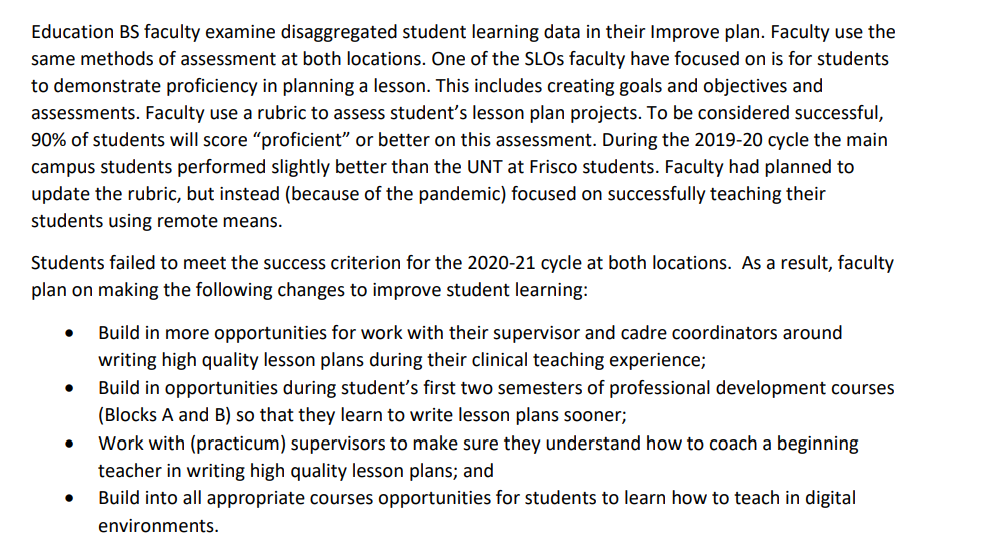 Education BS faculty examine disaggregated student learning data in their Improve plan. Faculty use the
same methods of assessment at both locations. One of the SLOs faculty have focused on is for students
to demonstrate proficiency in planning a lesson. This includes creating goals and objectives and
assessments. Faculty use a rubric to assess student’s lesson plan projects. To be considered successful,
90% of students will score “proficient” or better on this assessment. During the 2019-20 cycle the main
campus students performed slightly better than the UNT at Frisco students. Faculty had planned to
update the rubric, but instead (because of the pandemic) focused on successfully teaching their
students using remote means.
Students failed to meet the success criterion for the 2020-21 cycle at both locations.  As a result, faculty
plan on making the following changes to improve student learning:
• Build in more opportunities for work with their supervisor and cadre coordinators around
writing high quality lesson plans during their clinical teaching experience;
• Build in opportunities during student’s first two semesters of professional development courses
(Blocks A and B) so that they learn to write lesson plans sooner;
• Work with (practicum) supervisors to make sure they understand how to coach a beginning
teacher in writing high quality lesson plans; and
• Build into all appropriate courses opportunities for students to learn how to teach in digital
environments.